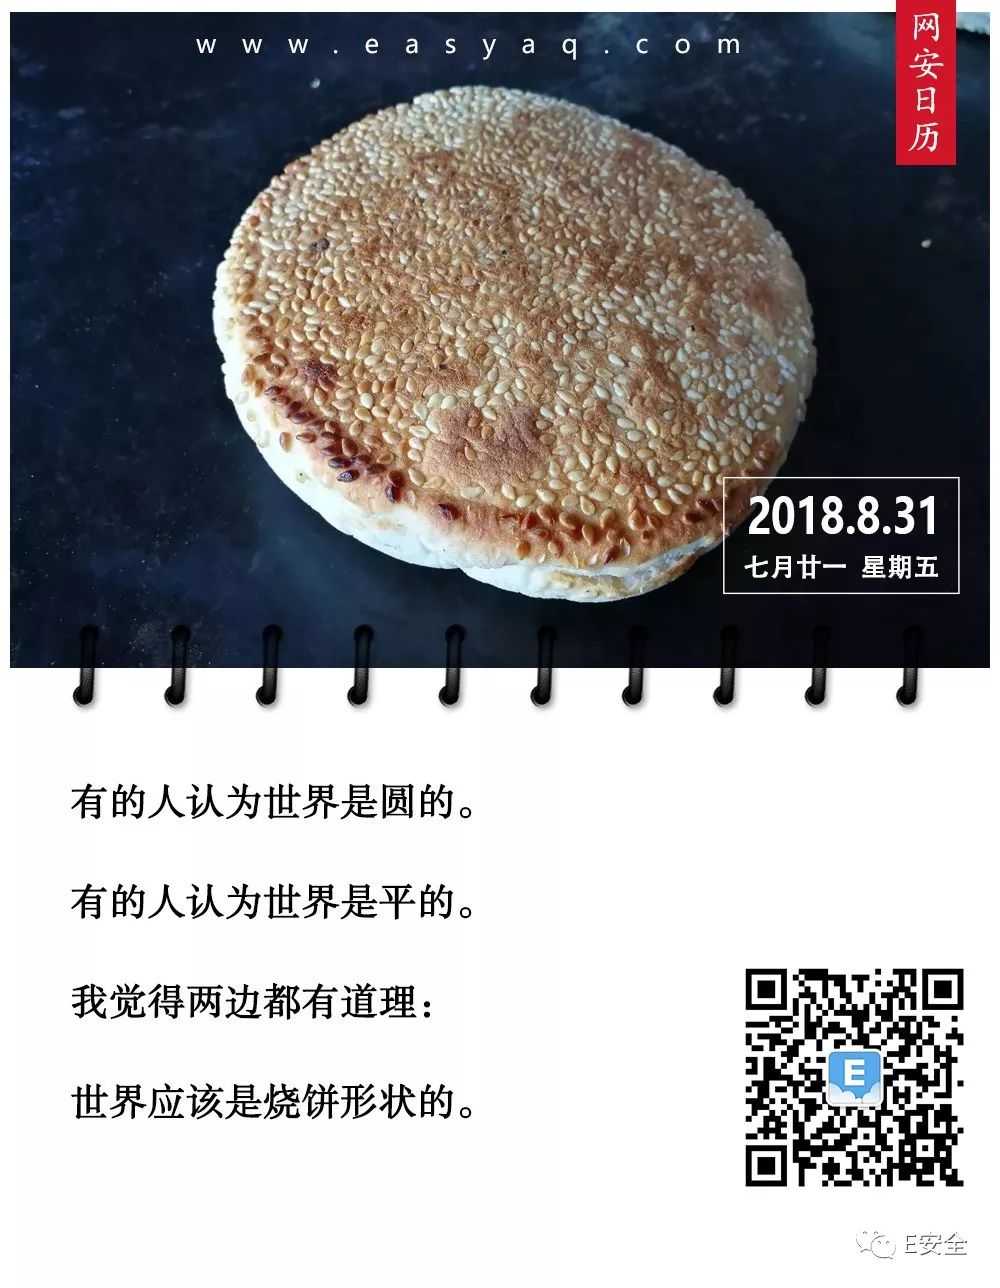 www.easyaq.com
网安日历
2018.8.31
七月廿一 星期五
有的人认为世界是圆的。
有的人认为世界是平的。
我觉得两边都有道理：
世界应该是烧饼形状的。
E
E安全